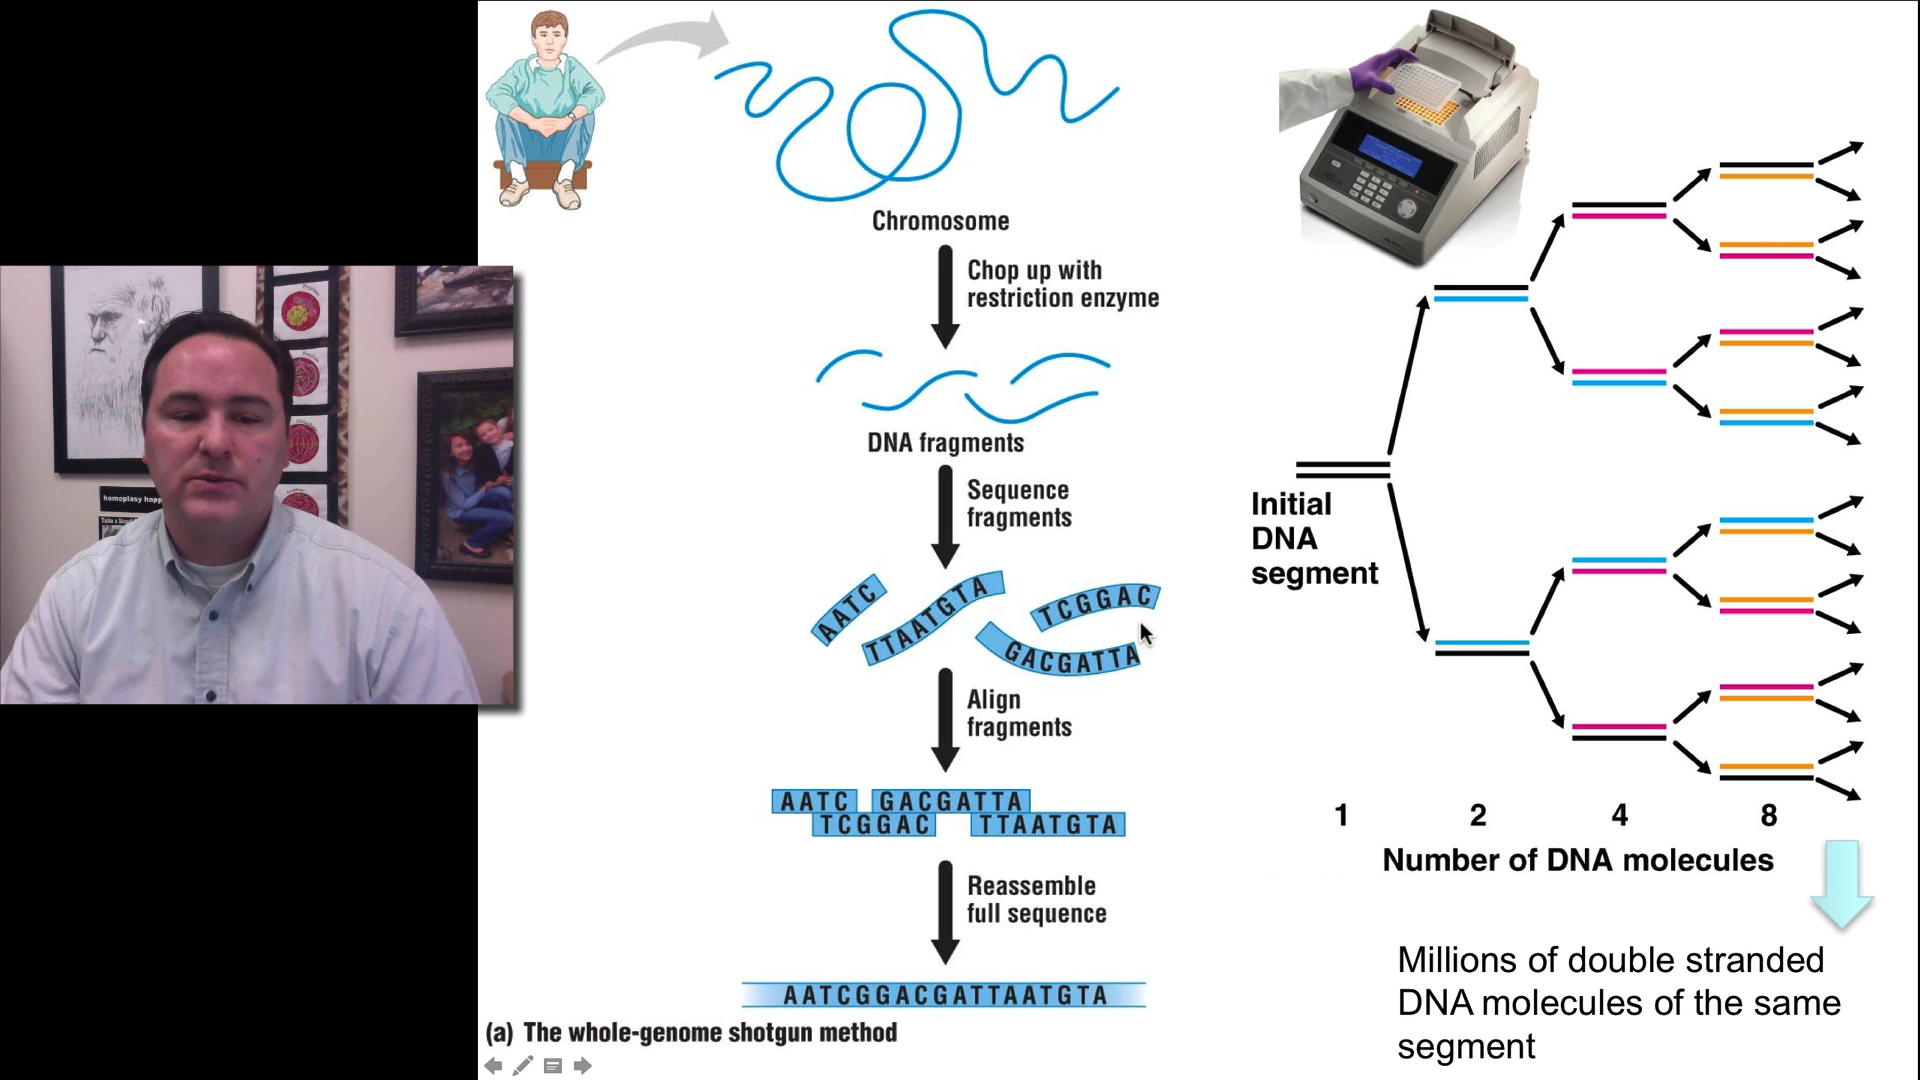 Chromosome
Chop up with
restriction enzyme
DNA fragments
Sequence
fragments
AATC
TTAATGTA
TCGGAC
GACGATTA
Align
fragments
AATC GACGATTA
TCGGAC TTAATGTA
Reassemble
full sequence
AATCGGACGATTAATGTA
(a) The whole-genome shotgun method
Initial
DNA
segment
1 2 4 8
Number of DNA molecules
Millions of double stranded
DNA molecules of the same
segment
homoplasy happ